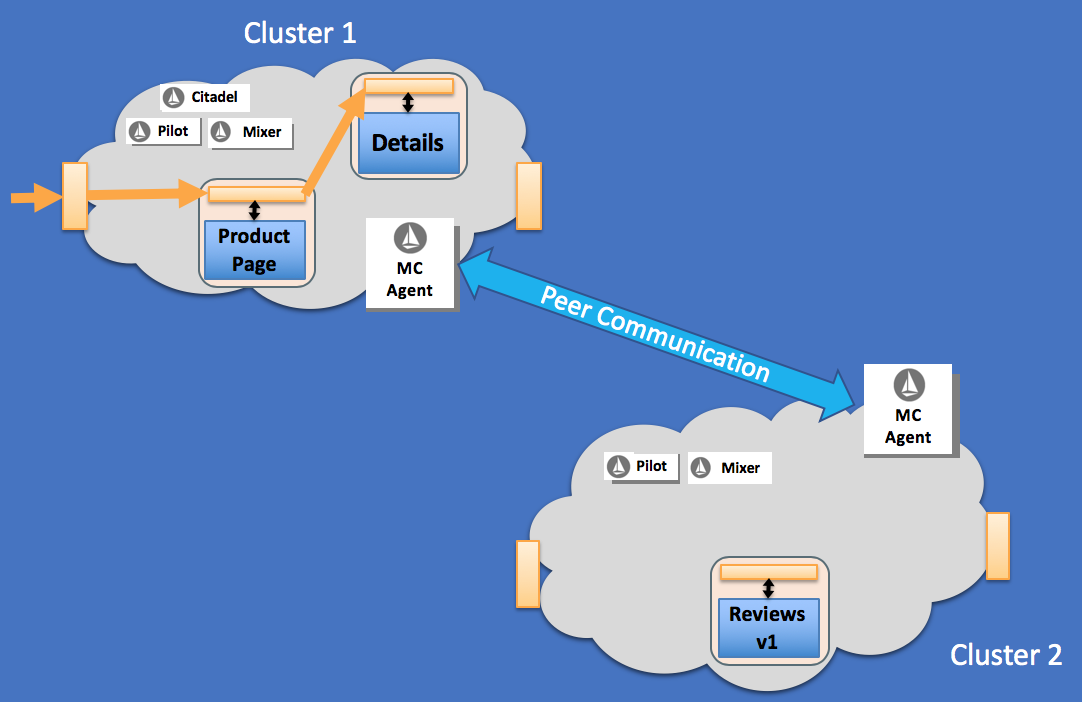 Cluster 1
Citadel
Pilot
Mixer
Details
Product
Page
MC
Agent
Peer Communication
MC
Agent
Pilot
Mixer
Reviews
v1
Cluster 2